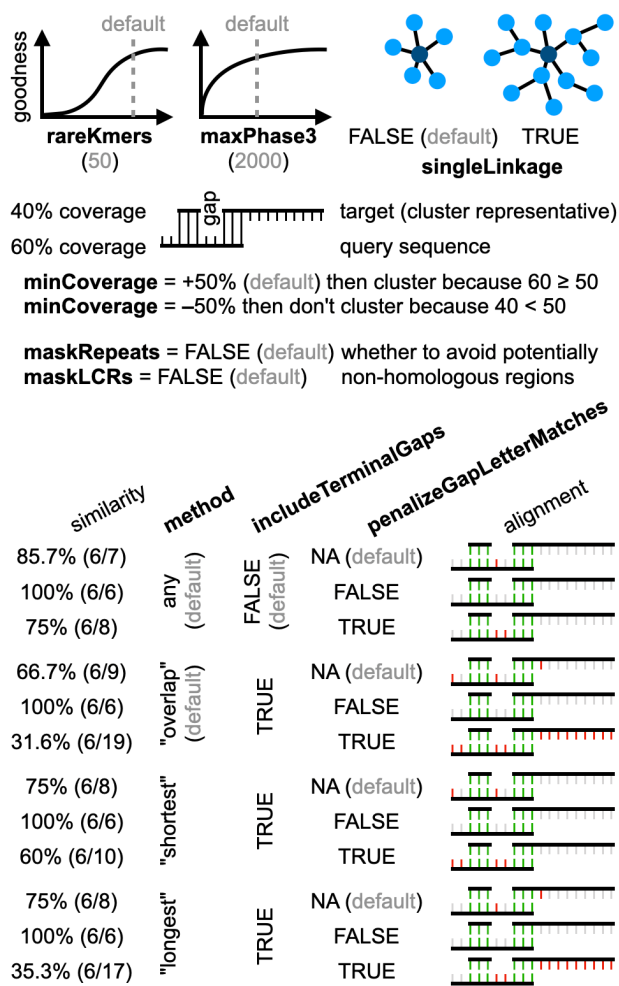 goodness
default
default
rareKmers
(50)
maxPhase3
(2000)
FALSE (default) TRUE
singleLinkage
40% coverage
gap
target (cluster representative)
60% coverage
query sequence
minCoverage = +50% (default) then cluster because 60 ≥ 50
minCoverage = –50% then don't cluster because 40 < 50
maskRepeats = FALSE (default) whether to avoid potentially
maskLCRs = FALSE (default) non-homologous regions
similarity
method
includeTerminalGaps
penalizeGapLetterMatches
alignment
any
(default)
FALSE
(default)
85.7% (6/7) NA (default)
100% (6/6) FALSE
75% (6/8) TRUE
"overlap"
(default)
TRUE
66.7% (6/9) NA (default)
100% (6/6) FALSE
31.6% (6/19) TRUE
"shortest"
TRUE
75% (6/8) NA (default)
100% (6/6) FALSE
60% (6/10) TRUE
"longest"
TRUE
75% (6/8) NA (default)
100% (6/6) FALSE
35.3% (6/17) TRUE